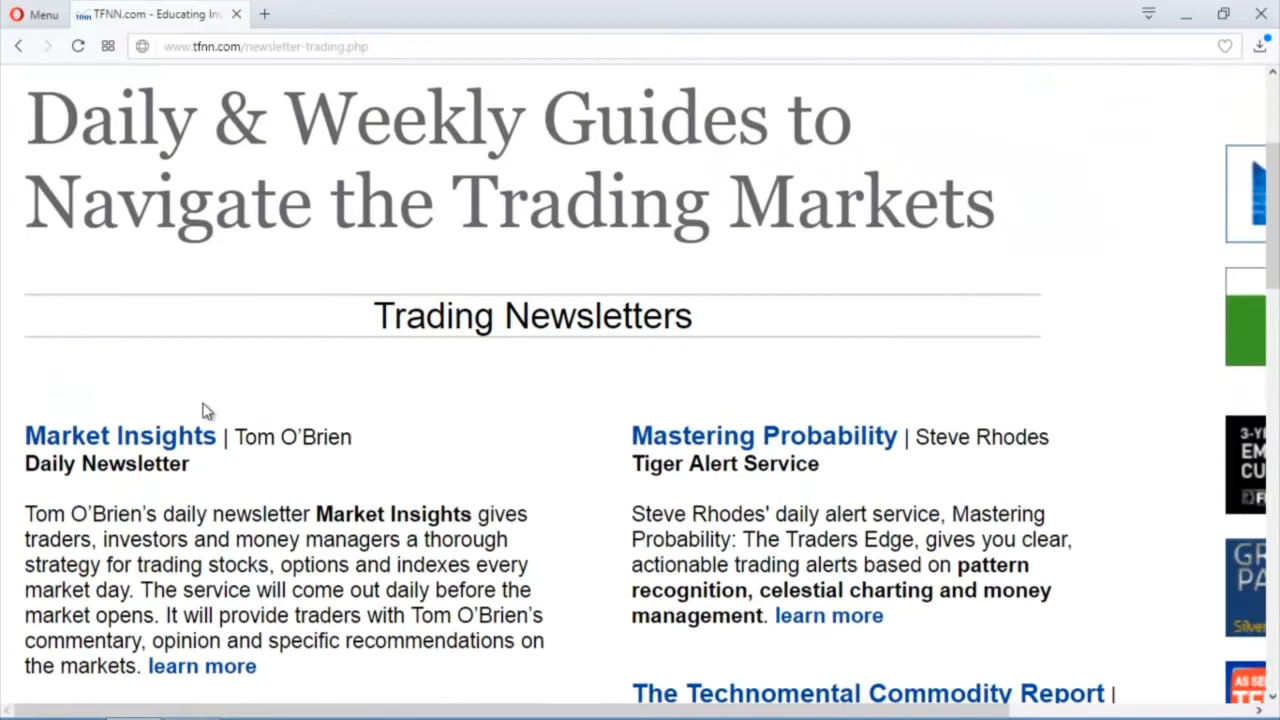 Menu
TFNN.com - Educating In
www.tfnn.com/newsletter-trading.php
Daily & Weekly Guides to
Navigate the Trading Markets
Trading Newsletters
Market Insights | Tom O’Brien
Daily Newsletter
Tom O’Brien’s daily newsletter Market Insights gives
traders, investors and money managers a thorough
strategy for trading stocks, options and indexes every
market day. The service will come out daily before the
market opens. It will provide traders with Tom O’Brien’s
commentary, opinion and specific recommendations on
the markets. learn more
Mastering Probability | Steve Rhodes
Tiger Alert Service
Steve Rhodes' daily alert service, Mastering
Probability: The Traders Edge, gives you clear,
actionable trading alerts based on pattern
recognition, celestial charting and money
management. learn more
The Technomental Commodity Report |
3-Y
EM
CU
GR
PA
Silver
AS SE